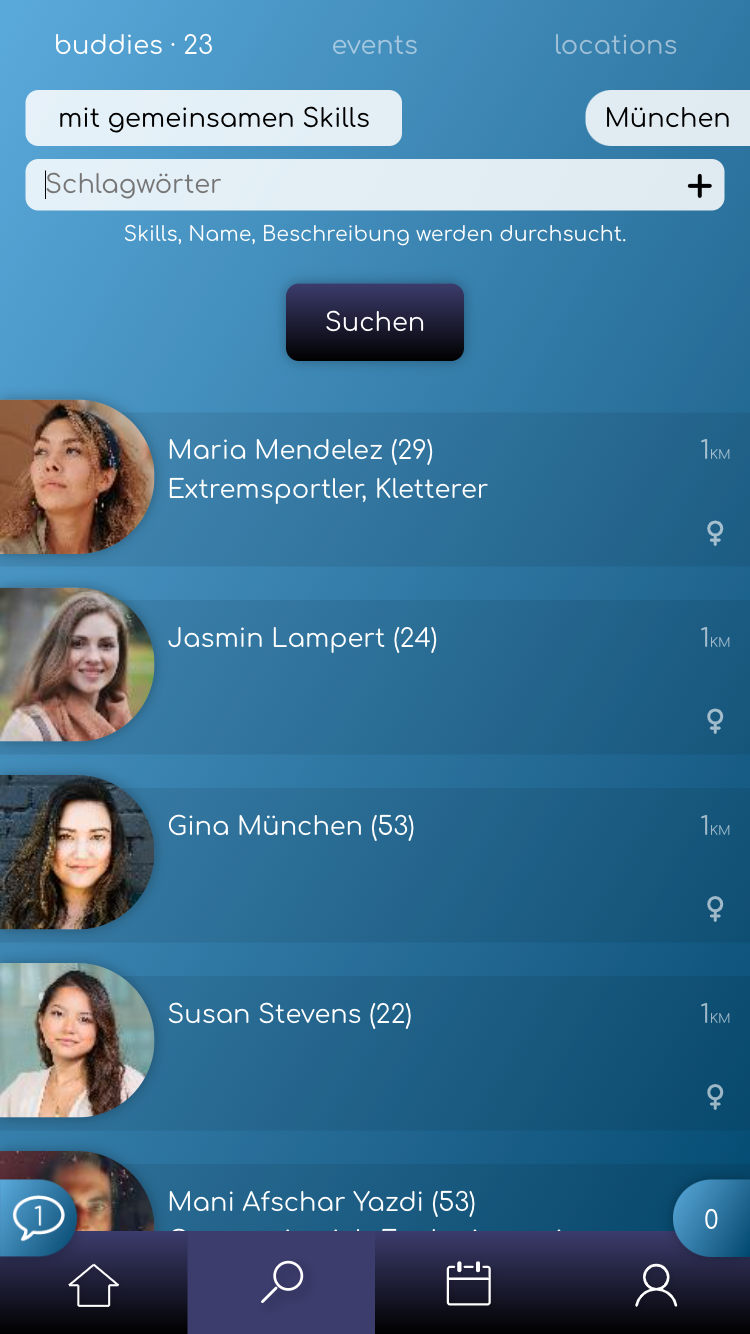 buddies · 23 events locations
mit gemeinsamen Skills München
Schlagwörter
Skills, Name, Beschreibung werden durchsucht.
Suchen
Maria Mendelez (29) 1KM
Extremsportler, Kletterer
Jasmin Lampert (24) 1KM
Gina München (53) 1KM
Susan Stevens (22) 1KM
Mani Afschar Yazdi (53)
1 0